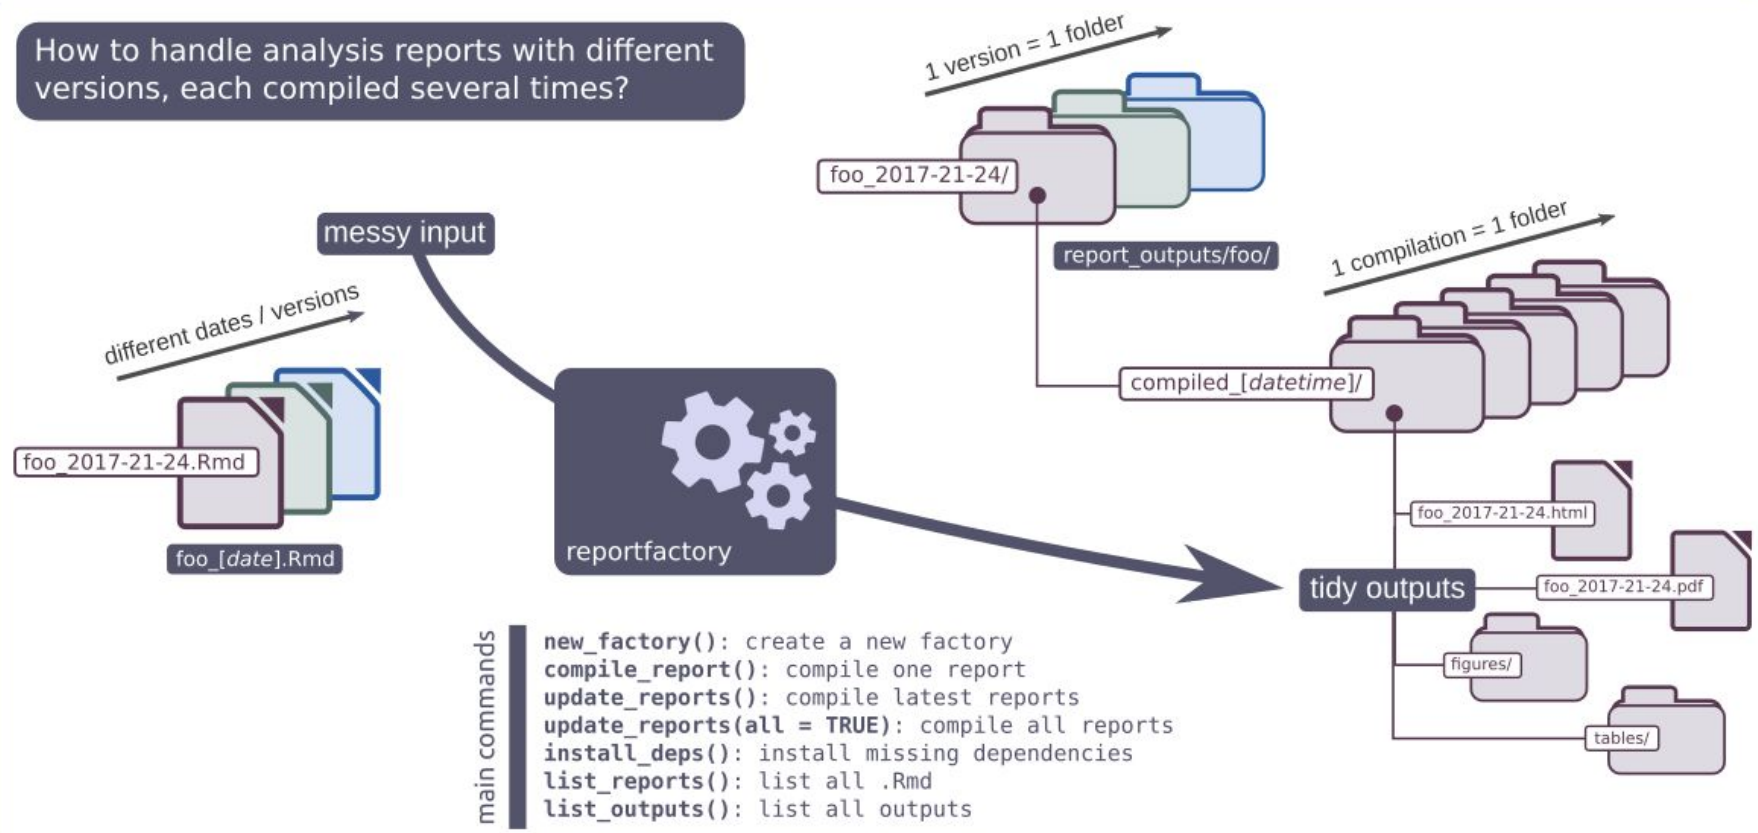 How to handle analysis reports with different
versions, each compiled several times?
1 version = 1 folder
foo_2017-21-24/
report_outputs/foo/
messy input
different dates / versions
foo_2017-21-24.Rmd
foo_[date].Rmd
reportfactory
1 compilation = 1 folder
compiled_[datetime]/
foo_2017-21-24.html
tidy outputs
foo_2017-21-24.pdf
figures/
tables/
main commands
new_factory(): create a new factory
compile_report(): compile one report
update_reports(): compile latest reports
update_reports(all = TRUE): compile all reports
install_deps(): install missing dependencies
list_reports(): list all .Rmd
list_outputs(): list all outputs